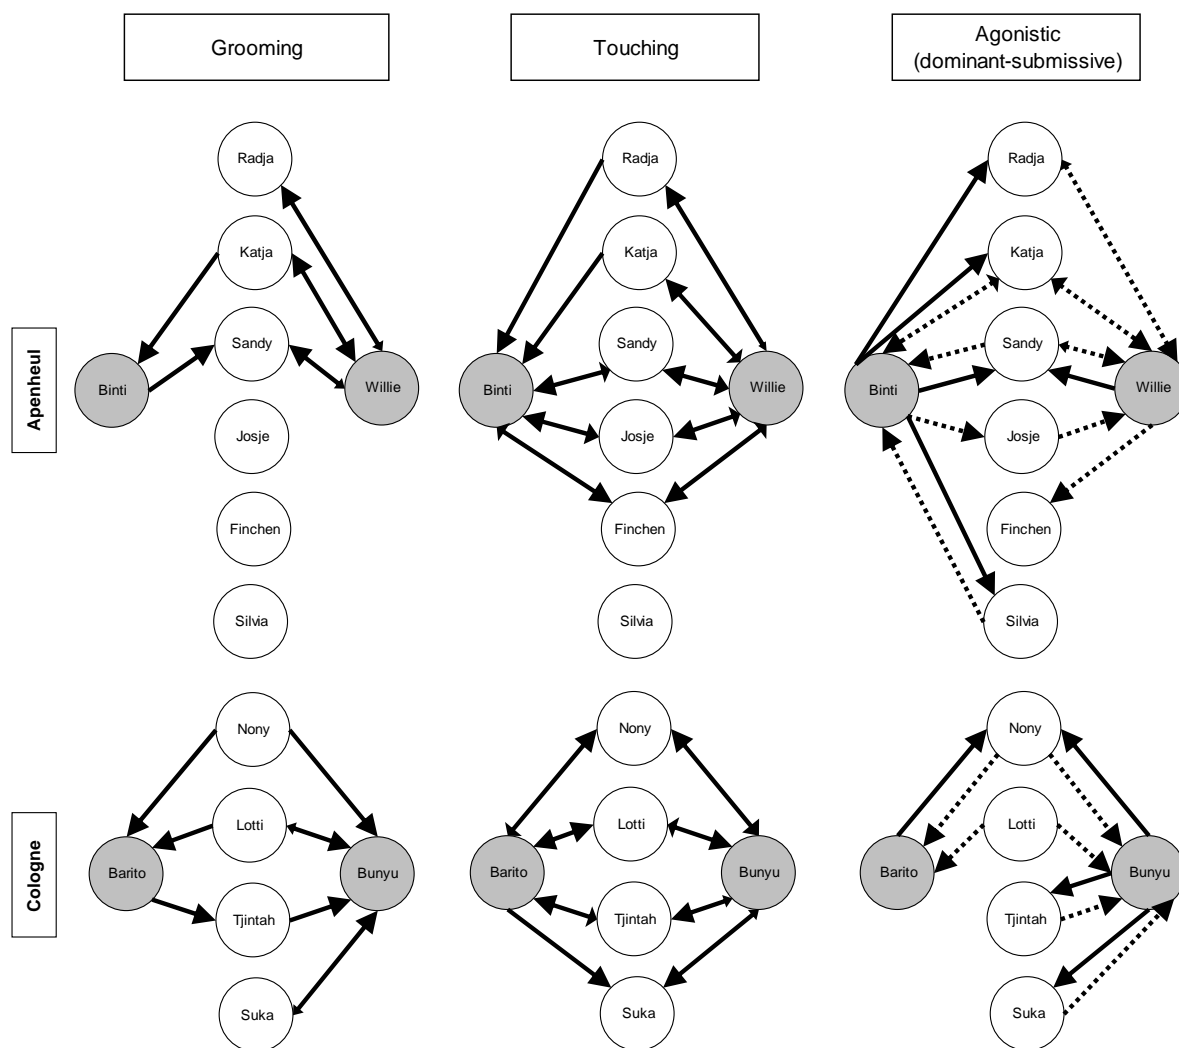 Grooming
Touching
Agonistic
(dominant-submissive)
Apenheul
Radja
Katja
Sandy
Binti
Willie
Josje
Finchen
Silvia
Radja
Katja
Sandy
Binti
Willie
Josje
Finchen
Silvia
Radja
Katja
Sandy
Binti
Willie
Josje
Finchen
Silvia
Cologne
Nony
Lotti
Barito
Bunyu
Tjintah
Suka
Nony
Lotti
Barito
Bunyu
Tjintah
Suka
Nony
Lotti
Barito
Bunyu
Tjintah
Suka